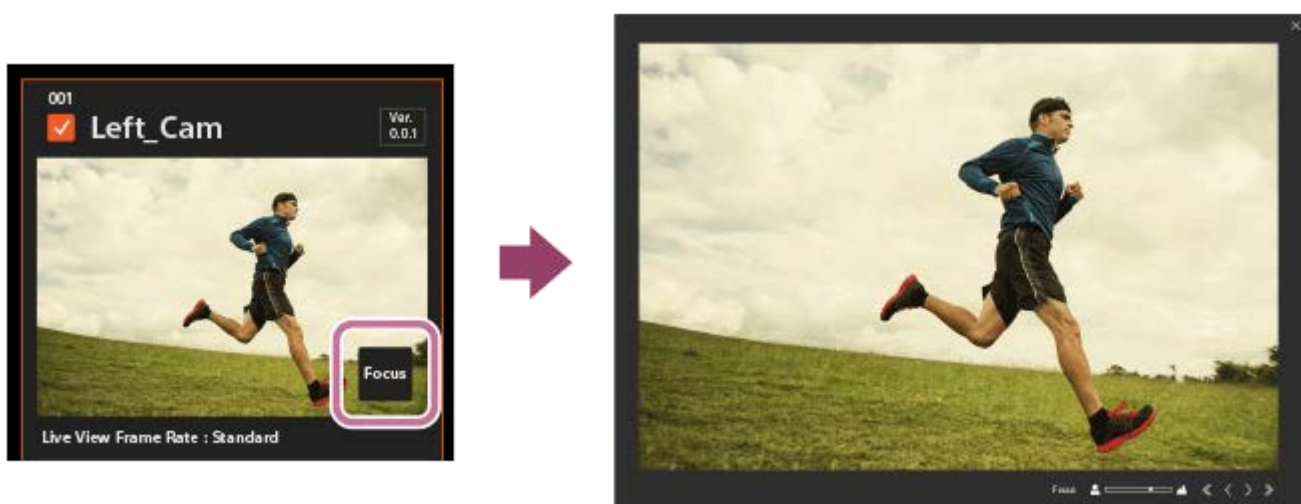 001
Left_Cam
Ver.
0.0.1
Focus
Live View Frame Rate : Standard
Focus